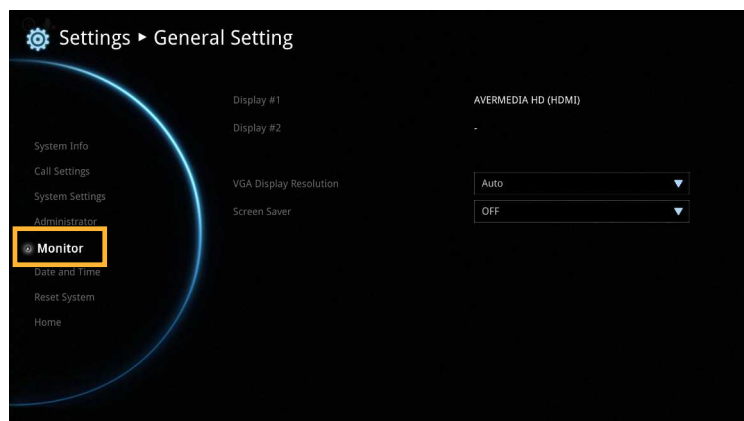 Settings ▸ General Setting
Display #1 AVERMEDIA HD (HDMI)
Display #2 -
System Info
Call Settings
VGA Display Resolution Auto
System Settings
Screen Saver OFF
Administrator
Monitor
Date and Time
Reset System
Home